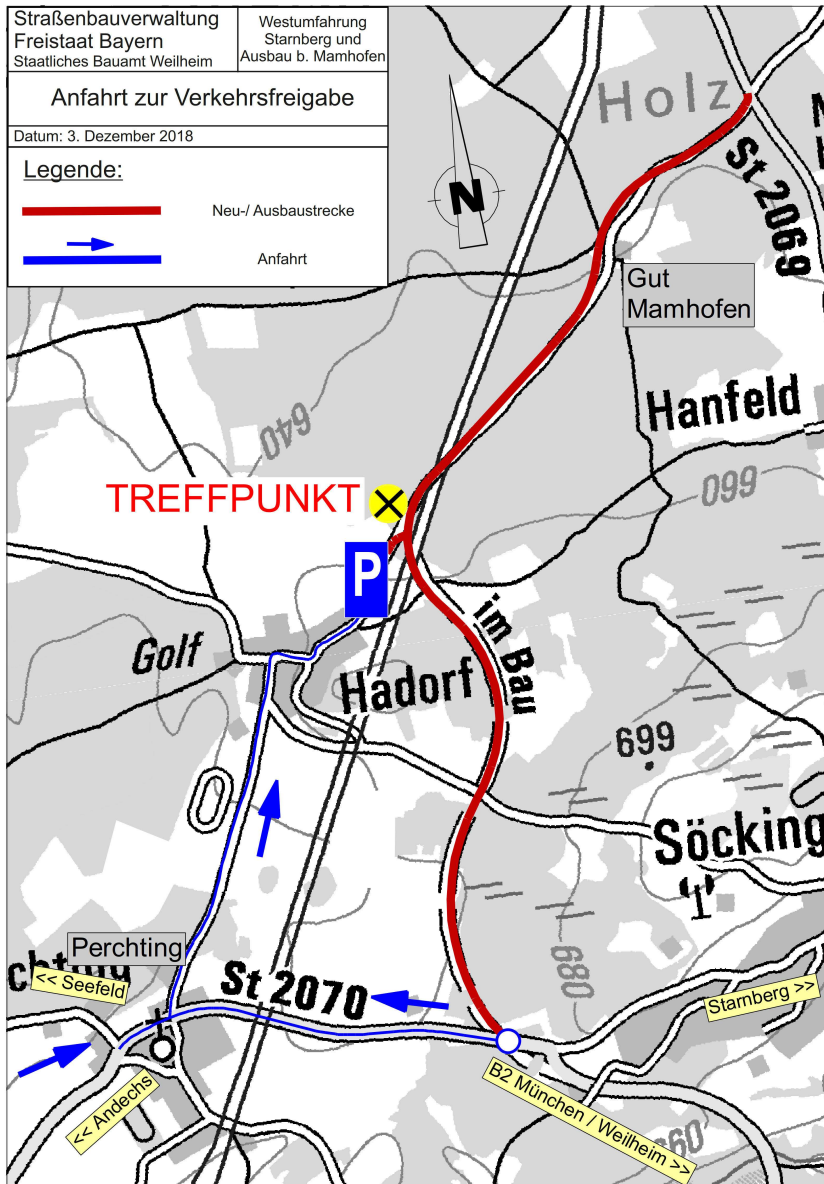 Straßenbauverwaltung
Freistaat Bayern
Staatliches Bauamt Weilheim
Westumfahrung
Starnberg und
Ausbau b. Mamhofen
Anfahrt zur Verkehrsfreigabe
Datum: 3. Dezember 2018
Legende:
Neu-/ Ausbaustrecke
Anfahrt
N
Holz
St 2069
Gut
Mamhofen
Hanfeld
640
660
TREFFPUNKT
P
im Bau
Golf
Hadorf
699
Söcking
Perchting
<< Seefeld
St 2070
680
Starnberg >>
<< Andechs
B2 München / Weilheim >>
660